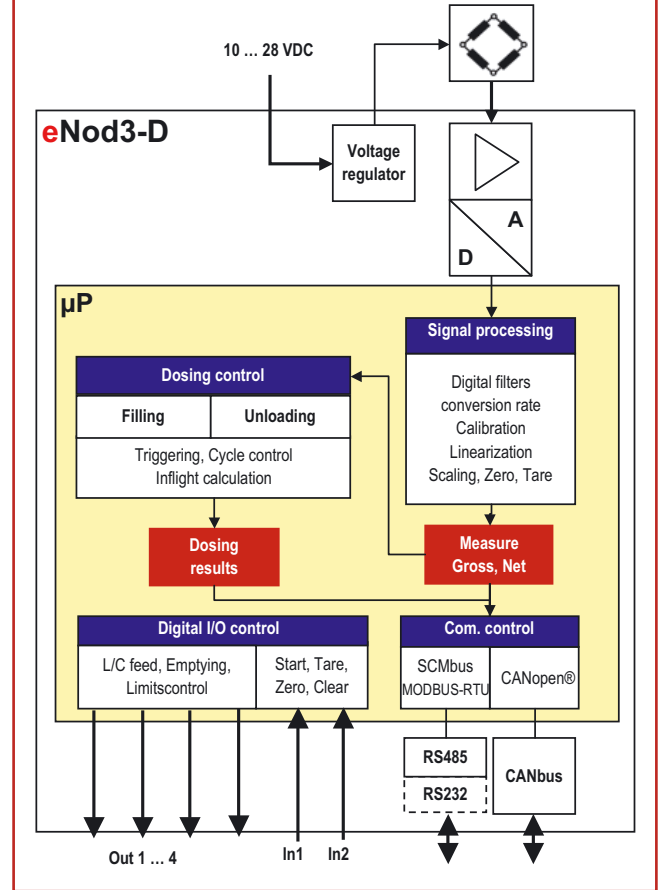 10 ... 28 VDC
eNod3-D
Voltage
regulator
A
D
µP
Signal processing
Digital filters
conversion rate
Calibration
Linearization
Scaling, Zero, Tare
Dosing control
Filling
Unloading
Triggering, Cycle control
Inflight calculation
Dosing
results
Measure
Gross, Net
Digital I/O control
L/C feed, Emptying,
Limitscontrol
Start, Tare,
Zero, Clear
Com. control
SCMbus
MODBUS-RTU
CANopen®
RS485
RS232
CANbus
Out 1 ... 4
In1
In2